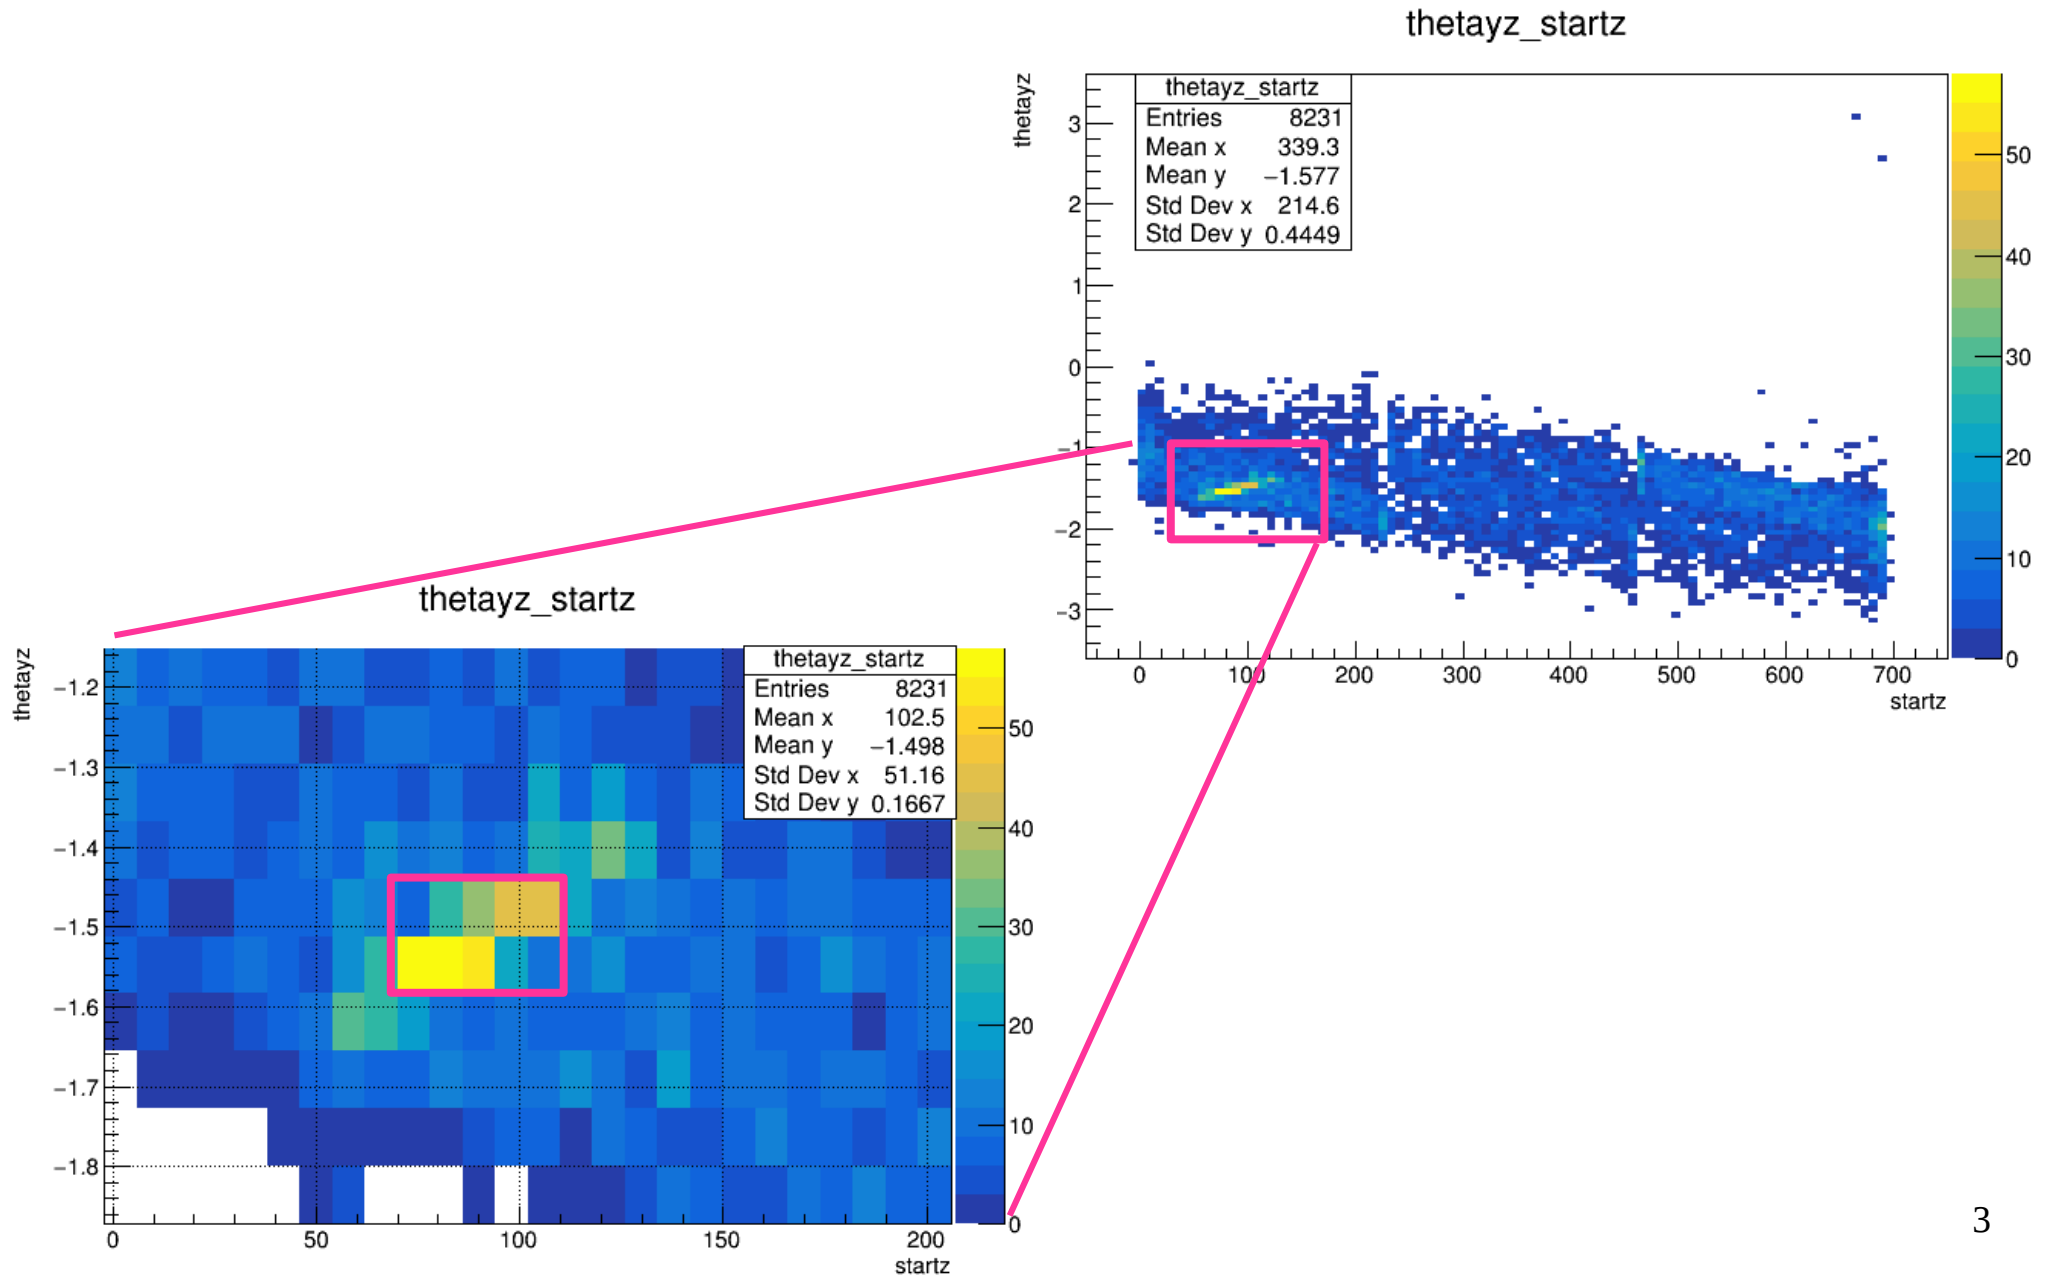 thetayz_startz
thetayz
thetayz_startz
Entries 8231
Mean x 339.3
Mean y −1.577
Std Dev x 214.6
Std Dev y 0.4449
3
2
1
0
−1
−2
−3
0 100 200 300 400 500 600 700
startz
50
40
30
20
10
0
thetayz_startz
thetayz
thetayz_startz
Entries 8231
Mean x 102.5
Mean y −1.498
Std Dev x 51.16
Std Dev y 0.1667
−1.2
−1.3
−1.4
−1.5
−1.6
−1.7
−1.8
0 50 100 150 200
startz
50
40
30
20
10
0
3